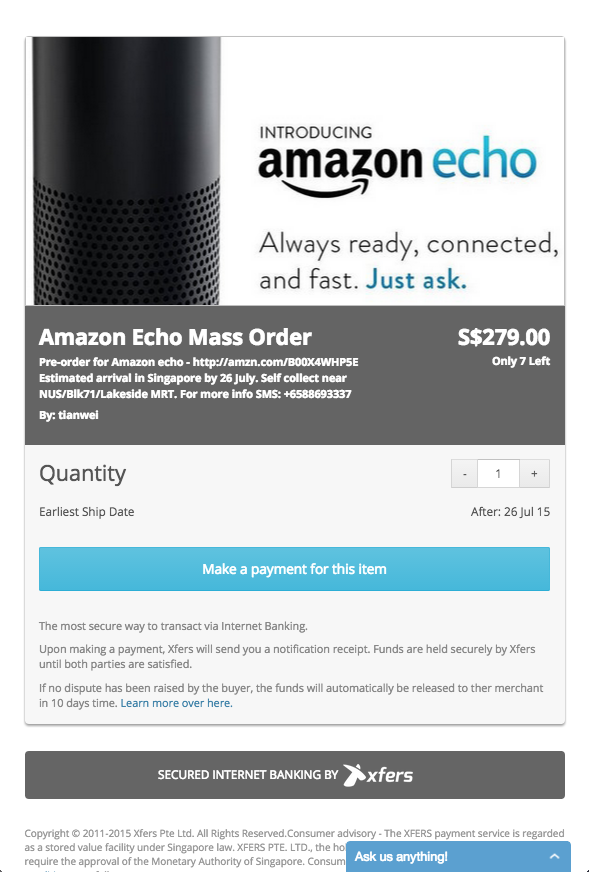 INTRODUCING
amazon echo
Always ready, connected,
and fast. Just ask.
Amazon Echo Mass Order
S$279.00
Pre-order for Amazon echo - http://amzn.com/B00X4WHP5E
Only 7 Left
Estimated arrival in Singapore by 26 July. Self collect near
NUS/Blk71/Lakeside MRT. For more info SMS: +6588693337
By: tianwei
Quantity
- 1 +
Earliest Ship Date
After: 26 Jul 15
Make a payment for this item
The most secure way to transact via Internet Banking.
Upon making a payment, Xfers will send you a notification receipt. Funds are held securely by Xfers
until both parties are satisfied.
If no dispute has been raised by the buyer, the funds will automatically be released to ther merchant
in 10 days time. Learn more over here.
SECURED INTERNET BANKING BY xfers
Copyright © 2011-2015 Xfers Pte Ltd. All Rights Reserved.Consumer advisory - The XFERS payment service is regarded
as a stored value facility under Singapore law. XFERS PTE. LTD., the ho
require the approval of the Monetary Authority of Singapore. Consum
Ask us anything!